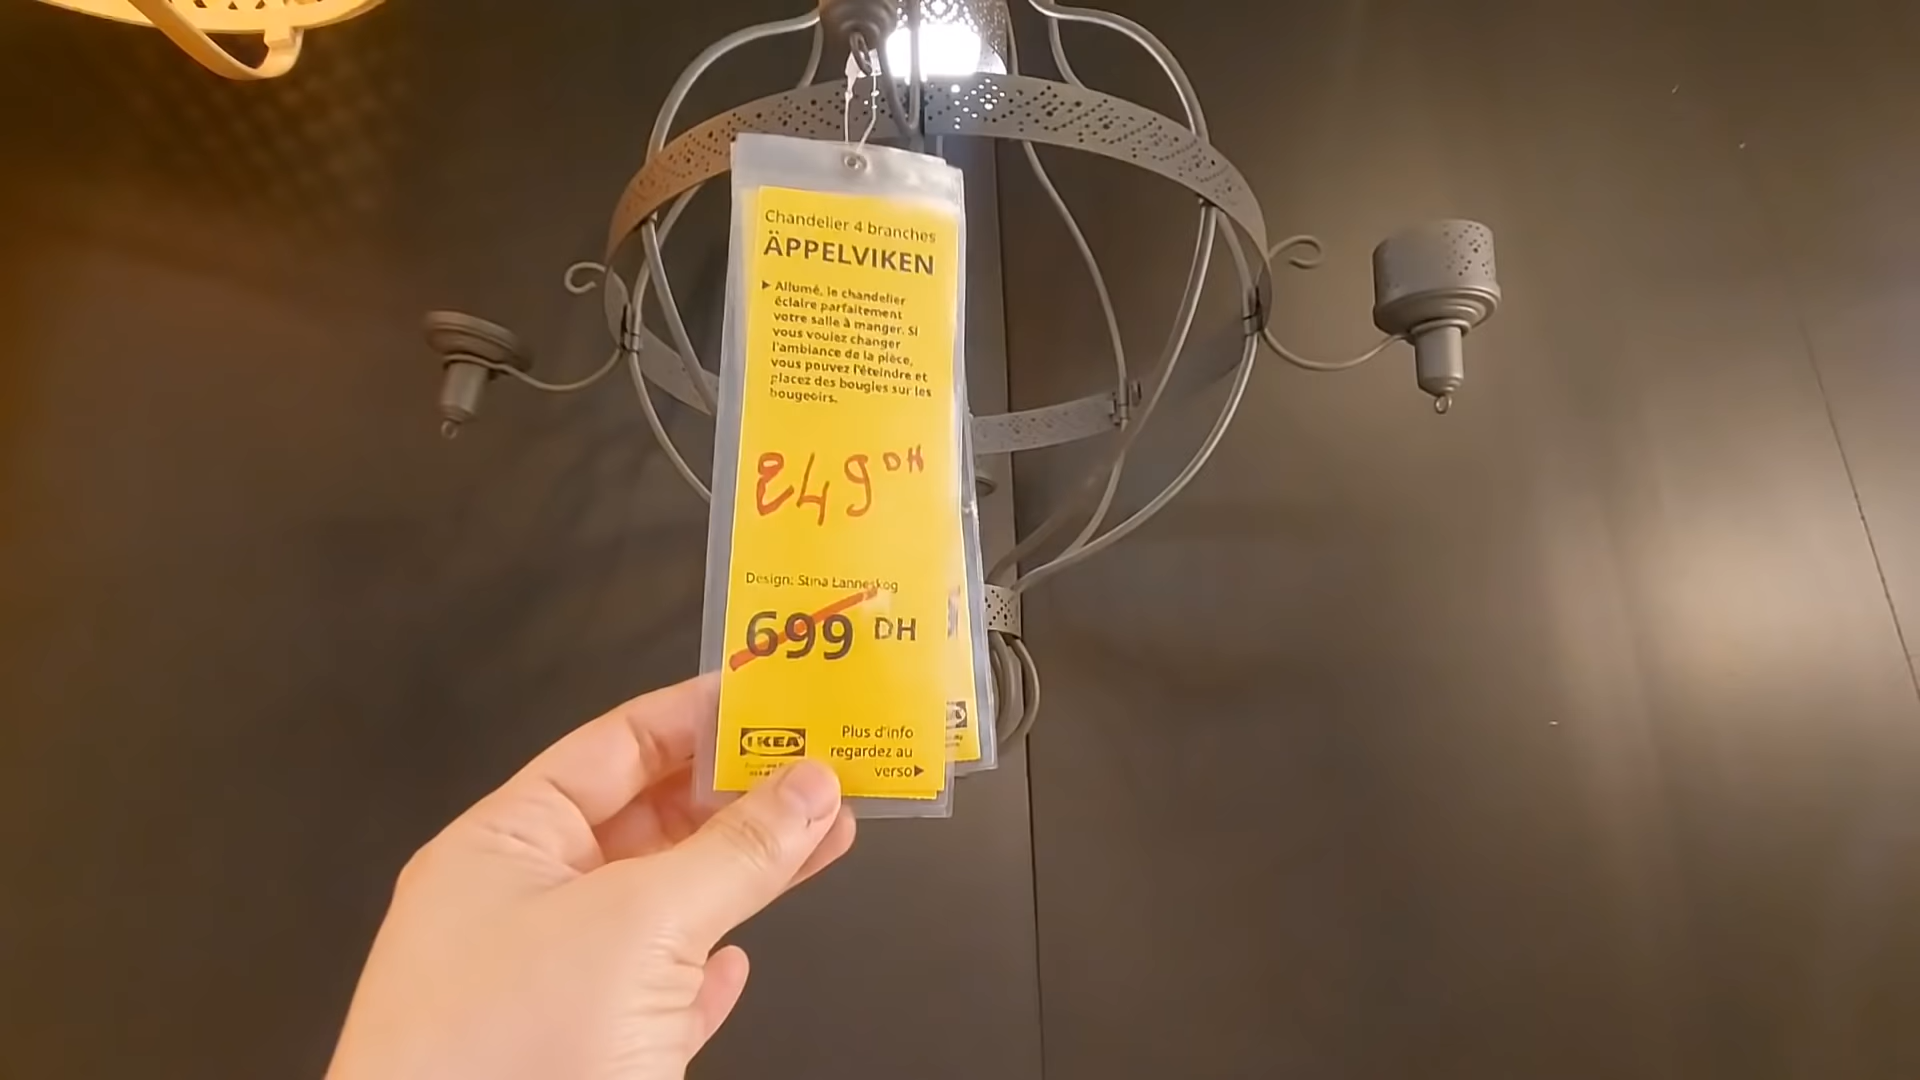 Chandelier 4 branches
ÄPPELVIKEN
▶ Allumé, le chandelier
éclaire parfaitement
votre salle à manger. Si
vous voulez changer
l'ambiance de la pièce,
vous pouvez l'éteindre et
placez des bougies sur les
bougeoirs.
249 DH
Design: Stina Lanneskog
699 DH
IKEA
Plus d'info
regardez au
verso▶